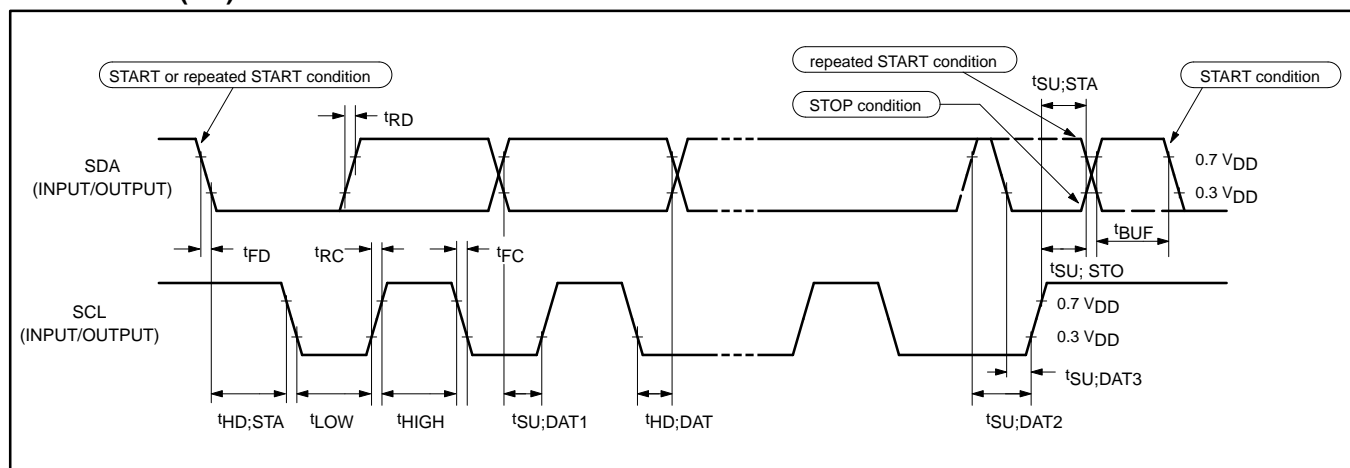 START or repeated START condition
repeated START condition
tSU;STA
START condition
STOP condition
tRD
SDA
(INPUT/OUTPUT)
0.7 VDD
0.3 VDD
tFD
tRC
tFC
tBUF
tSU; STO
SCL
(INPUT/OUTPUT)
0.7 VDD
0.3 VDD
tSU;DAT3
tHD;STA
tLOW
tHIGH
tSU;DAT1
tHD;DAT
tSU;DAT2